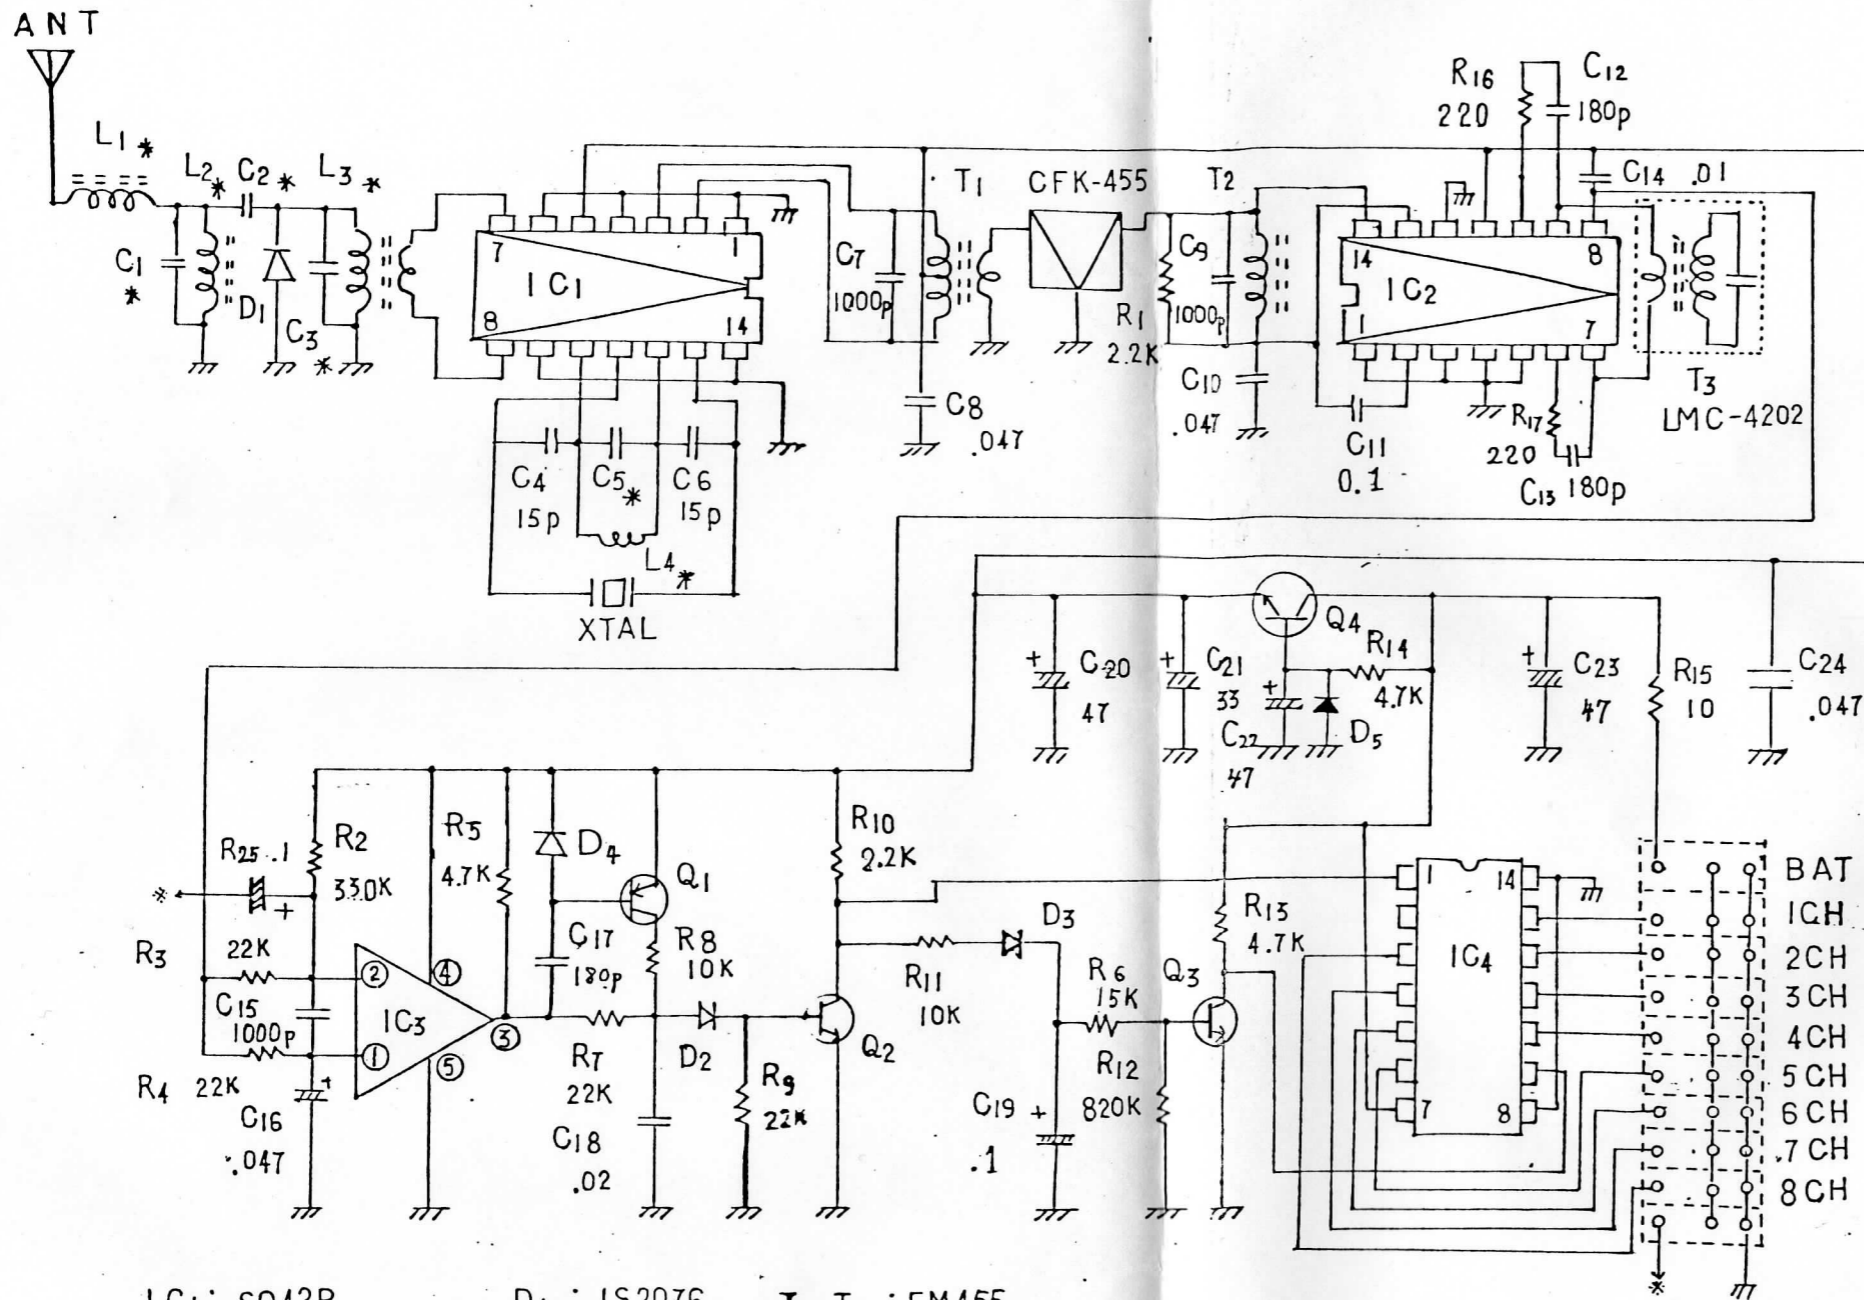 ANT
L1*
L2*
C2*
L3*
C1
*
D1
C3
*
7
1
IC1
8
14
C4
15p
C5*
C6
15p
L4*
XTAL
C7
1000p
T1
CFK-455
T2
C8
.047
R1
2.2K
C9
1000p
C10
.047
R16
220
C12
180p
C14 .01
14
8
IC2
1
7
C11
0.1
R17
220
C13
180p
T3
LMC-4202
+
C20
47
+
C21
33
Q4
R14
4.7K
+
C22
47
D5
+
C23
47
R15
10
C24
.047
R25 .1
*
+
R2
330K
R5
4.7K
D4
Q1
R10
2.2K
R3
22K
C15
1000p
R4
22K
C16
.047
+
IC3
2
4
3
1
5
C17
180p
R8
10K
R7
22K
D2
C18
.02
R9
22K
Q2
R11
10K
D3
C19
+
.1
R6
15K
R12
820K
Q3
R13
4.7K
1
14
IC4
7
8
BAT
1CH
2CH
3CH
4CH
5CH
6CH
7CH
8CH
*